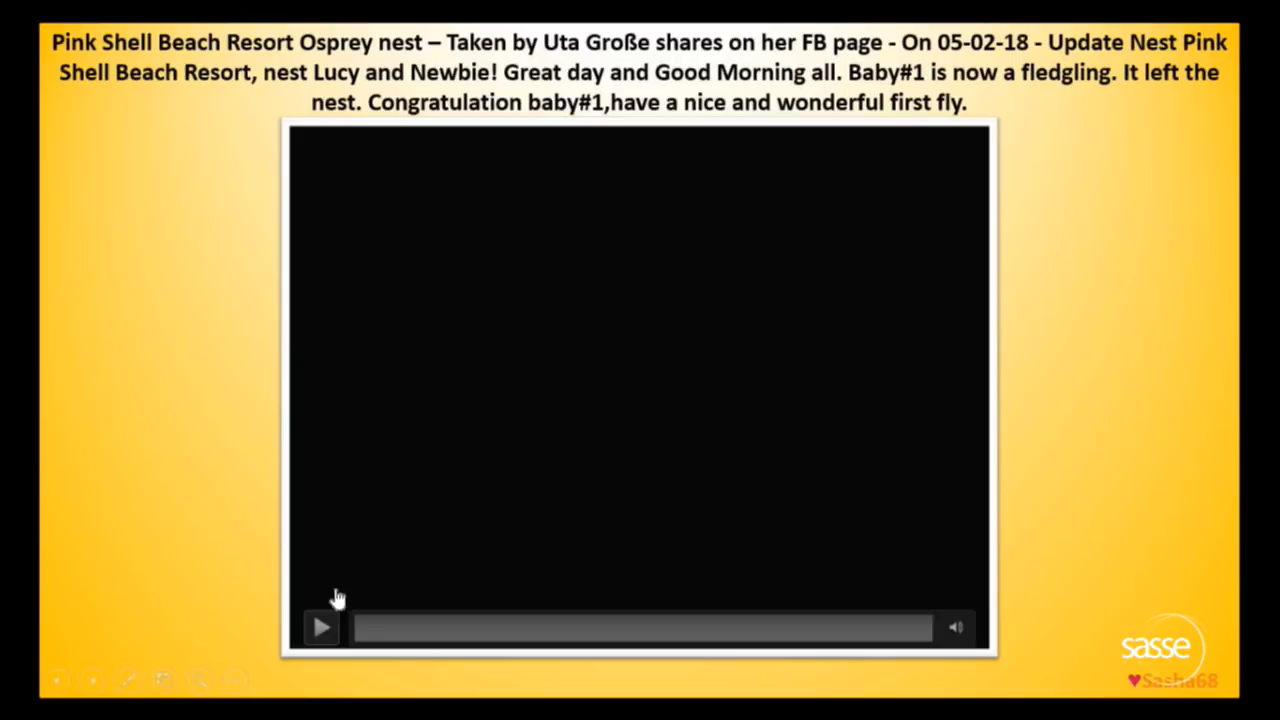 Pink Shell Beach Resort Osprey nest – Taken by Uta Große shares on her FB page - On 05-02-18 - Update Nest Pink
Shell Beach Resort, nest Lucy and Newbie! Great day and Good Morning all. Baby#1 is now a fledgling. It left the
nest. Congratulation baby#1,have a nice and wonderful first fly.
sasse
♥Sasha68